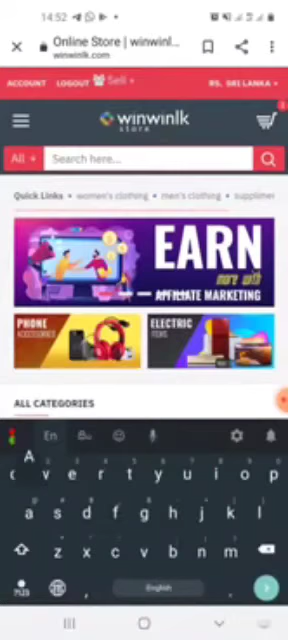 14:52
Online Store | winwinl...
winwinlk.com
ACCOUNT LOGOUT Sell RS. SRI LANKA
winwinlk
store
All Search here...
Quick Links • women's clothing • men's clothing • supplimen
EARN
AFFILIATE MARKETING
PHONE
ACCESSORIES
ELECTRIC
ITEMS
ALL CATEGORIES
En
A
v e r t y u i o p
a s d f g h j k l
z x c v b n m
?123 , English .